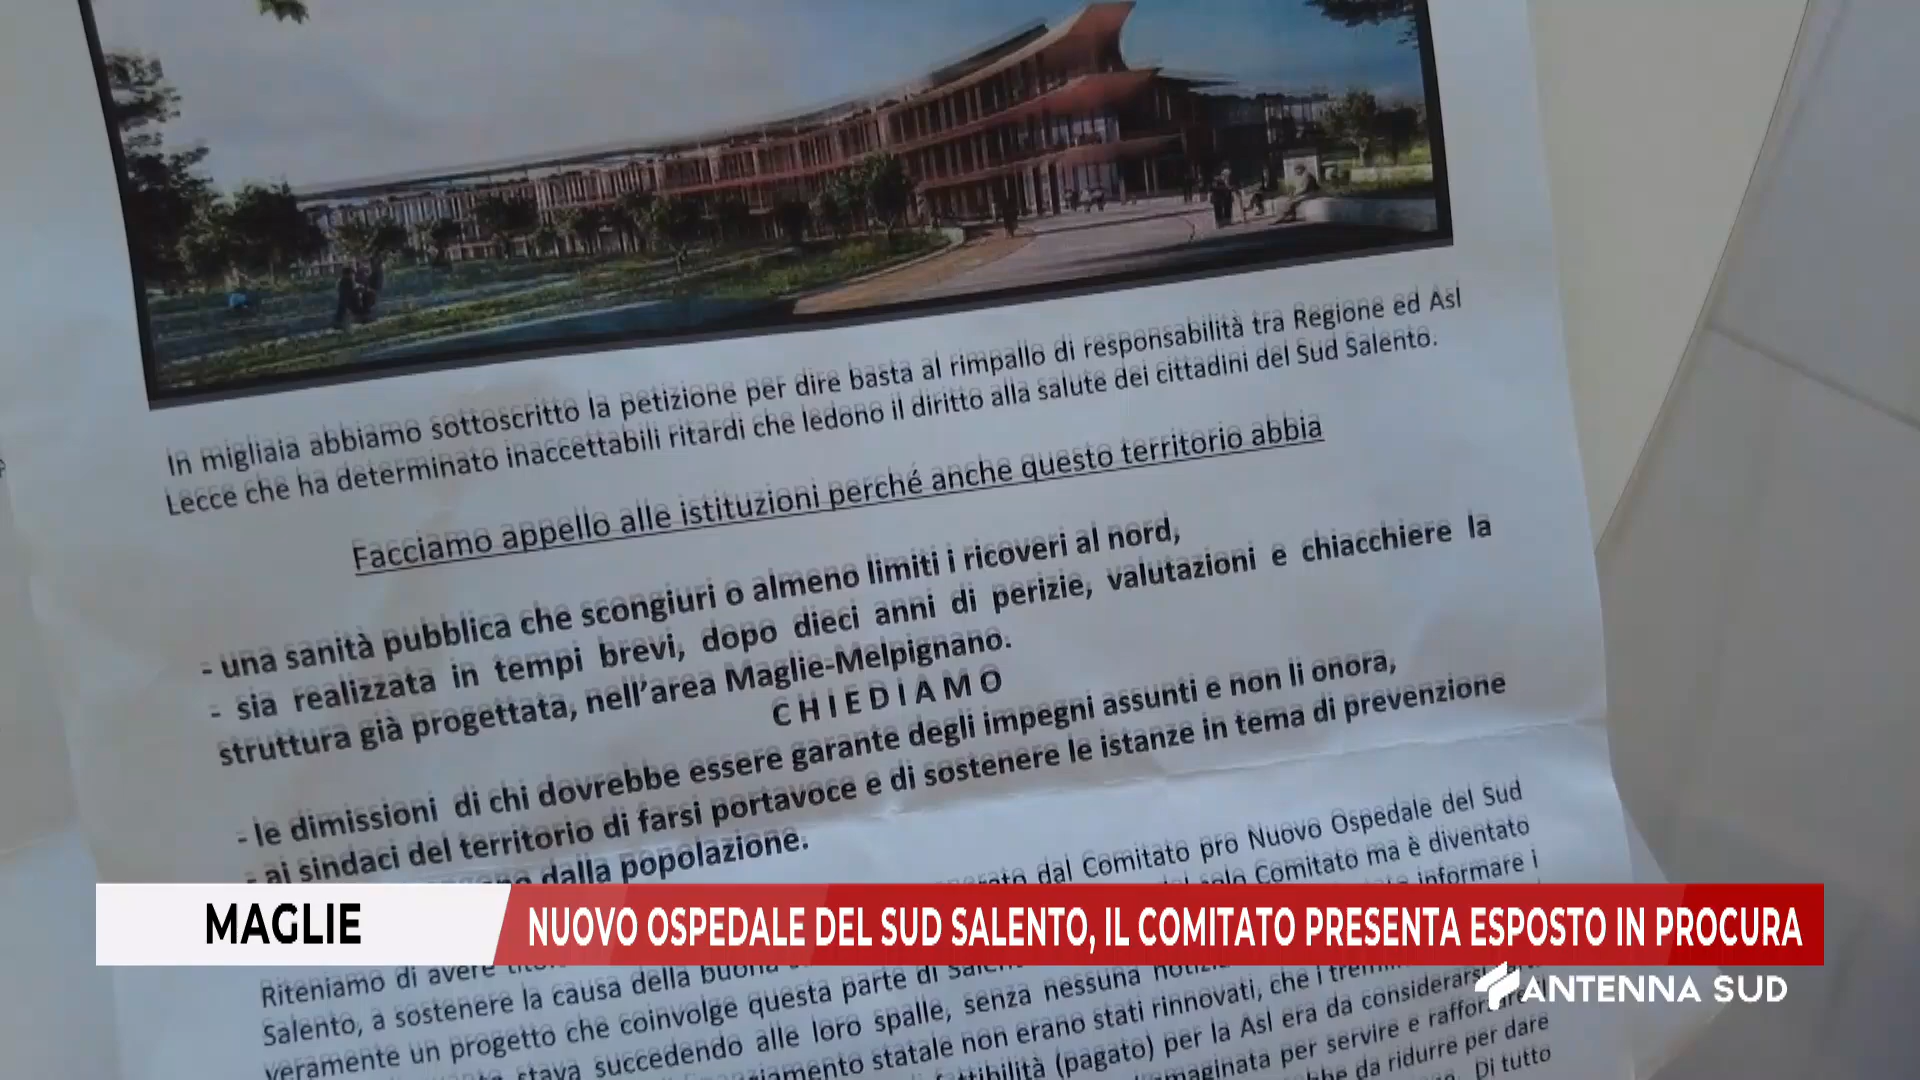 In migliaia abbiamo sottoscritto la petizione per dire basta al rimpallo di responsabilità tra Regione ed Asl
Lecce che ha determinato inaccettabili ritardi che ledono il diritto alla salute dei cittadini del Sud Salento.
Facciamo appello alle istituzioni perché anche questo territorio abbia
- una sanità pubblica che scongiuri o almeno limiti i ricoveri al nord,
- sia realizzata in tempi brevi, dopo dieci anni di perizie, valutazioni e chiacchiere la
struttura già progettata, nell'area Maglie-Melpignano.
CHIEDIAMO
- le dimissioni di chi dovrebbe essere garante degli impegni assunti e non li onora,
- ai sindaci del territorio di farsi portavoce e di sostenere le istanze in tema di prevenzione
dalla popolazione.
dal Comitato pro Nuovo Ospedale del Sud
solo Comitato ma è diventato
informare i
MAGLIE
NUOVO OSPEDALE DEL SUD SALENTO, IL COMITATO PRESENTA ESPOSTO IN PROCURA
Riteniamo di avere
Salento, a sostenere la causa della buona
veramente un progetto che coinvolge questa parte di
stava succedendo alle loro spalle, senza nessuna
statale non erano stati rinnovati, che i
(pagato) per la Asl era da considerarsi
per servire e
da ridurre per dare
Di tutto
ANTENNA SUD